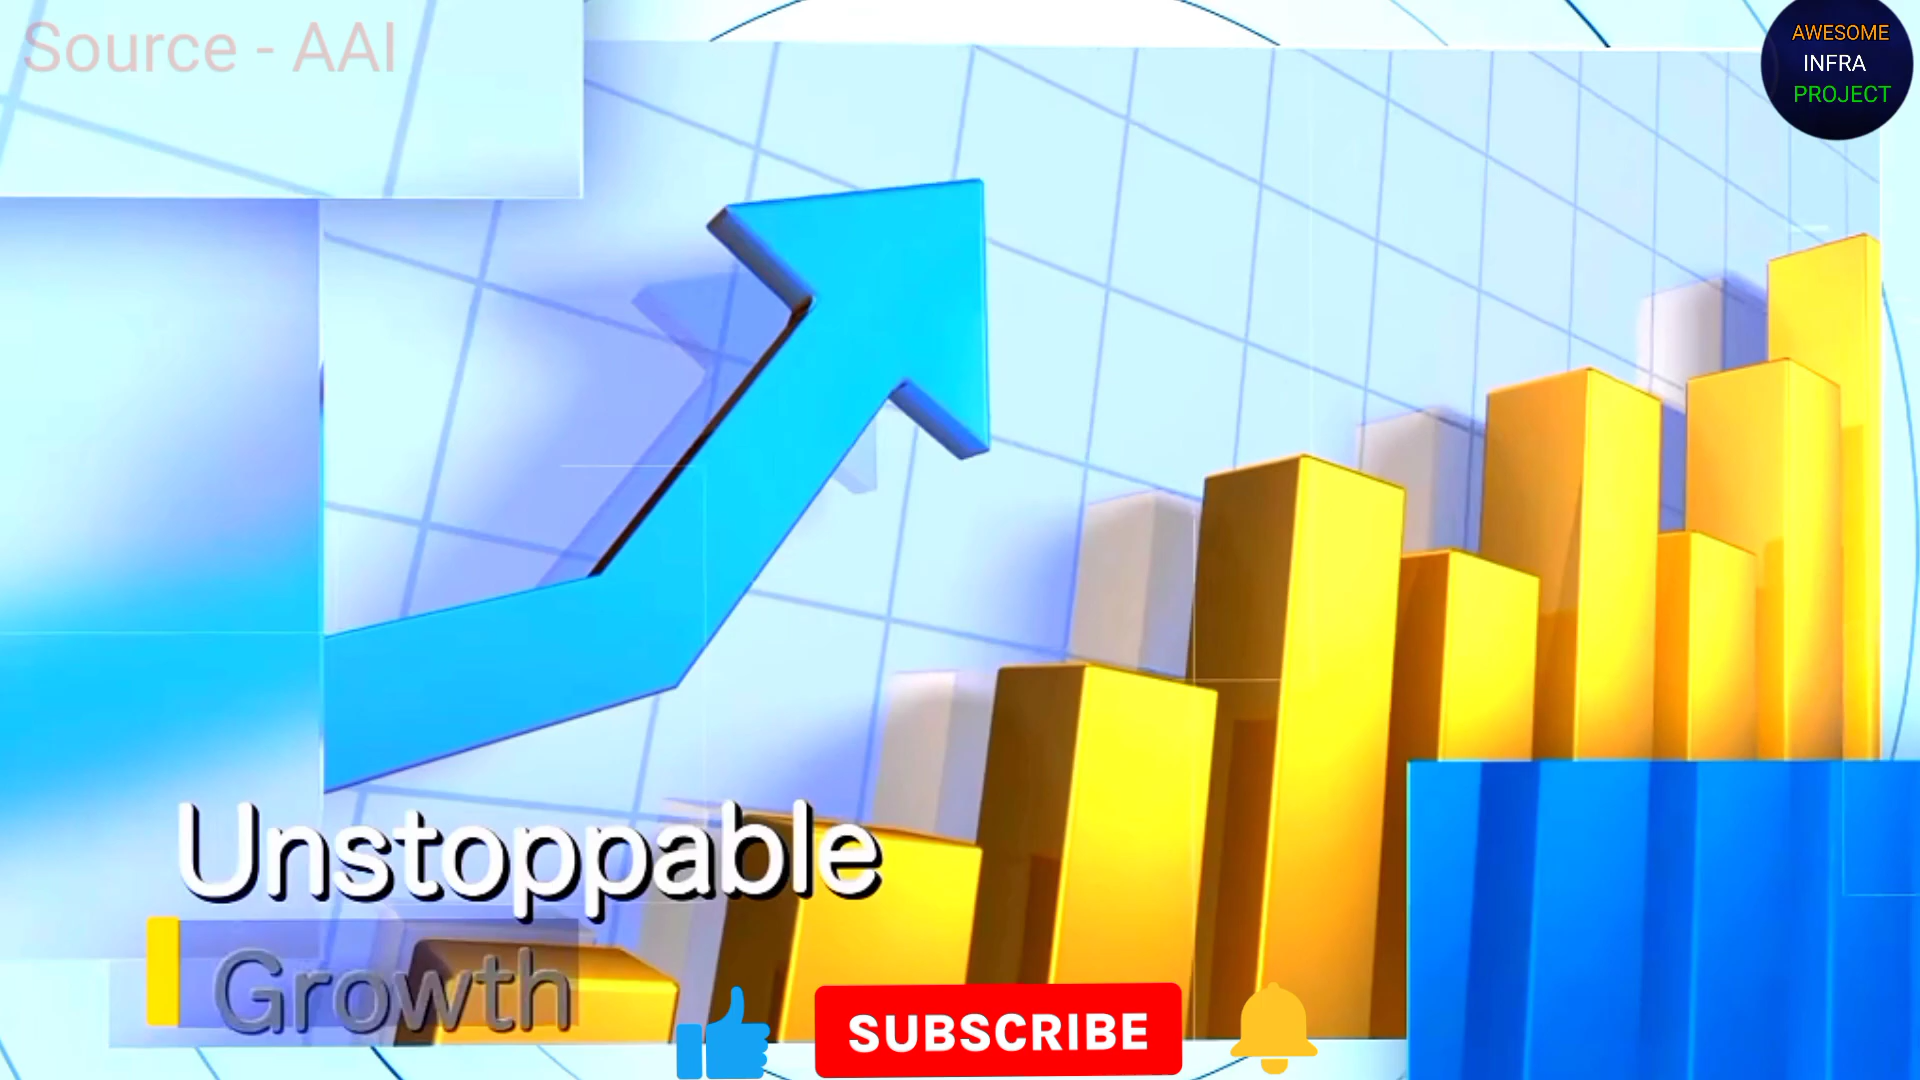 Source - AAI
AWESOME
INFRA
PROJECT
Unstoppable
Growth
SUBSCRIBE